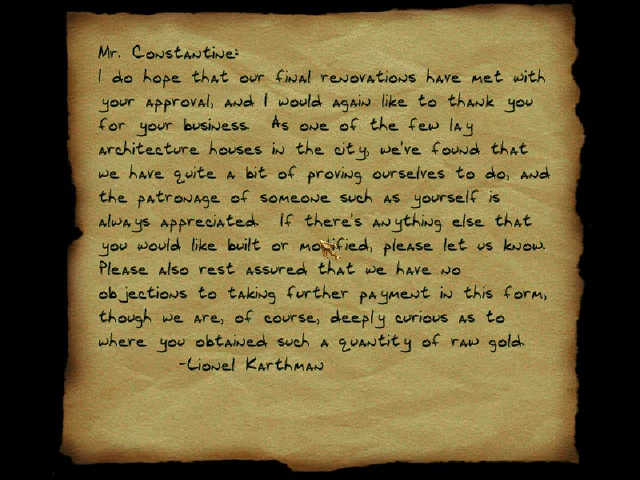 Mr. Constantine:
I do hope that our final renovations have met with
your approval, and I would again like to thank you
for your business. As one of the few lay
architecture houses in the city, we've found that
we have quite a bit of proving ourselves to do, and
the patronage of someone such as yourself is
always appreciated. If there's anything else that
you would like built or modified, please let us know.
Please also rest assured that we have no
objections to taking further payment in this form,
though we are, of course, deeply curious as to
where you obtained such a quantity of raw gold.
-Lionel Karthman